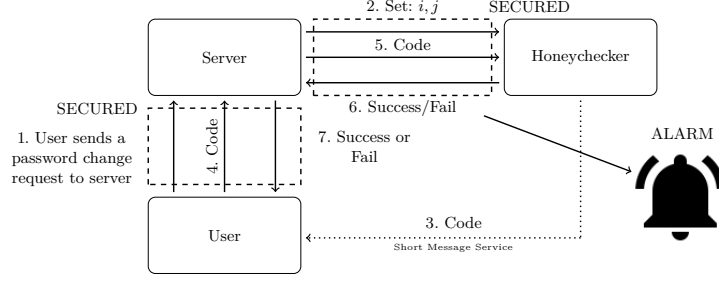 2. Set: i, j
SECURED
Server
5. Code
Honeychecker
6. Success/Fail
SECURED
1. User sends a
password change
request to server
4. Code
7. Success or
Fail
ALARM
User
3. Code
Short Message Service